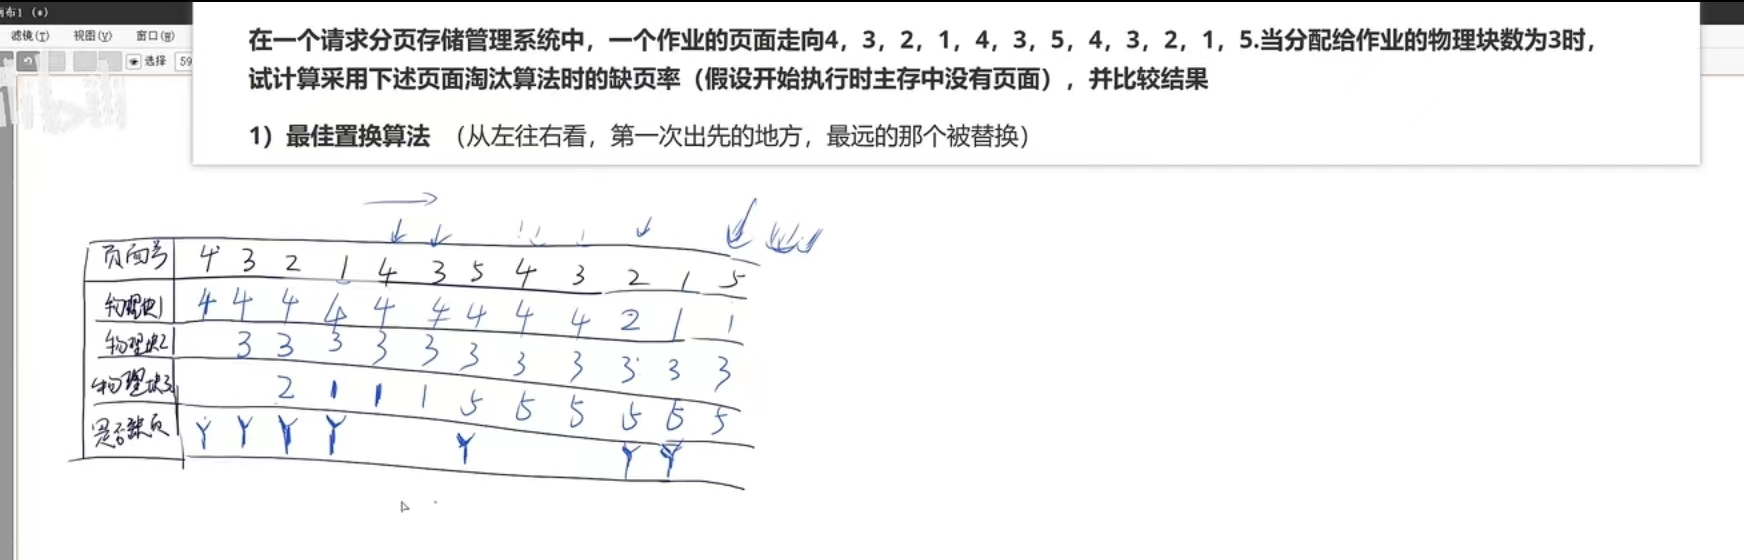 布1 (*)
滤镜(T) 视图(V) 窗口(W)
选择 59
在一个请求分页存储管理系统中，一个作业的页面走向4，3，2，1，4，3，5，4，3，2，1，5.当分配给作业的物理块数为3时，
试计算采用下述页面淘汰算法时的缺页率（假设开始执行时主存中没有页面），并比较结果
1）最佳置换算法 （从左往右看，第一次出先的地方，最远的那个被替换）
页面号 4 3 2 1 4 3 5 4 3 2 1 5
物理块1 4 4 4 4 4 4 4 4 4 2 1 1
物理块2 3 3 3 3 3 3 3 3 3 3 3
物理块3 2 1 1 1 5 5 5 5 5 5
是否缺页 Y Y Y Y Y Y Y